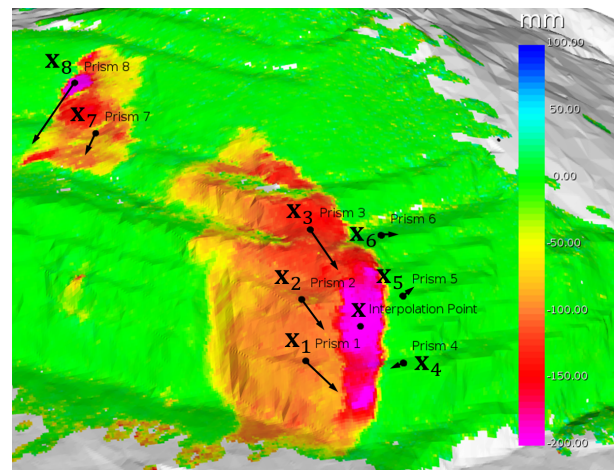 mm
100.00
x8 Prism 8
50.00
x7 Prism 7
0.00
x3 Prism 3
x6 Prism 6
-50.00
x2 Prism 2
x5 Prism 5
-100.00
x Interpolation Point
x1 Prism 1
Prism 4
x4
-150.00
-200.00